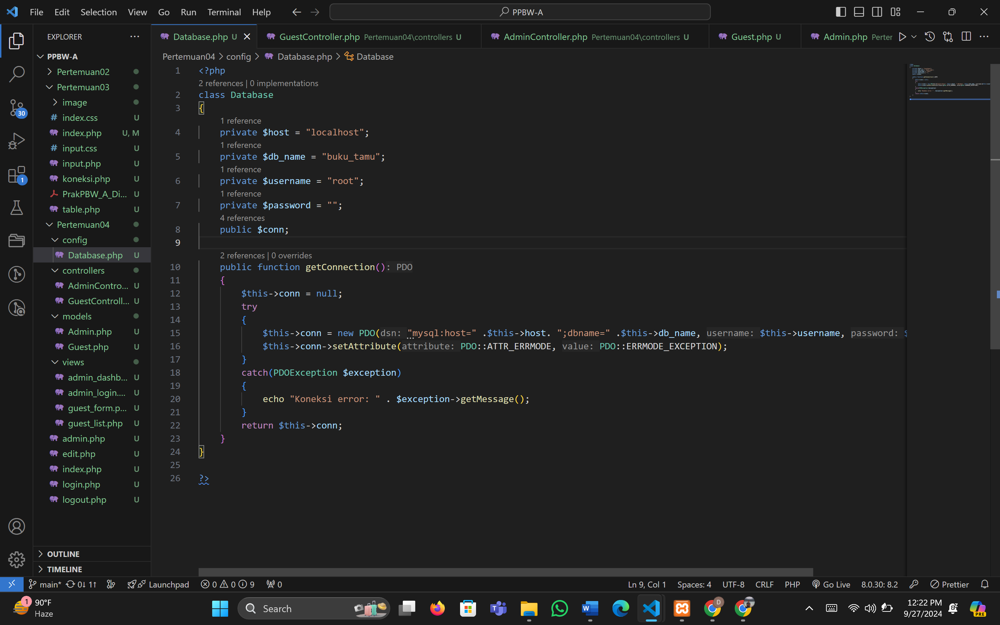 File Edit Selection View Go Run Terminal Help PPBW-A
EXPLORER
PPBW-A
Pertemuan02
Pertemuan03
image
# index.css U
index.php U, M
# input.css U
input.php U
koneksi.php U
PrakPBW_A_Di... U
table.php U
Pertemuan04
config
Database.php U
controllers
AdminContro... U
GuestControll... U
models
Admin.php U
Guest.php U
views
admin_dashb... U
admin_login.... U
guest_form.p... U
guest_list.php U
admin.php U
edit.php U
index.php U
login.php U
logout.php U
OUTLINE
TIMELINE
30
1
Database.php U GuestController.php Pertemuan04\controllers U AdminController.php Pertemuan04\controllers U Guest.php U Admin.php Perter
Pertemuan04 > config > Database.php > Database
1 <?php
2 references | 0 implementations
2 class Database
3 {
1 reference
4 private $host = "localhost";
1 reference
5 private $db_name = "buku_tamu";
1 reference
6 private $username = "root";
1 reference
7 private $password = "";
4 references
8 public $conn;
9
2 references | 0 overrides
10 public function getConnection(): PDO
11 {
12 $this->conn = null;
13 try
14 {
15 $this->conn = new PDO(dsn: "mysql:host=" .$this->host. ";dbname=" .$this->db_name, username: $this->username, password: $
16 $this->conn->setAttribute(attribute: PDO::ATTR_ERRMODE, value: PDO::ERRMODE_EXCEPTION);
17 }
18 catch(PDOException $exception)
19 {
20 echo "Koneksi error: " . $exception->getMessage();
21 }
22 return $this->conn;
23 }
24 }
25
26 ?>
main* 0↓ 1↑ Launchpad 0 0 9 0 Ln 9, Col 1 Spaces: 4 UTF-8 CRLF PHP Go Live 8.0.30: 8.2 Prettier
1 90°F
Haze
Search
D
12:22 PM
9/27/2024
PRE